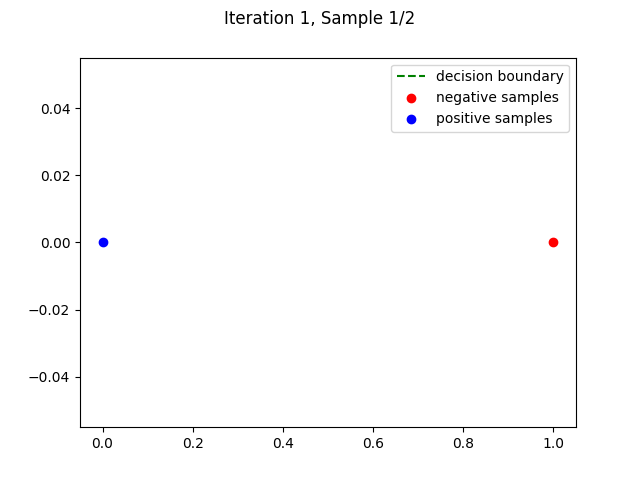 Iteration 1, Sample 1/2
decision boundary
negative samples
positive samples
0.04
0.02
0.00
−0.02
−0.04
0.0 0.2 0.4 0.6 0.8 1.0